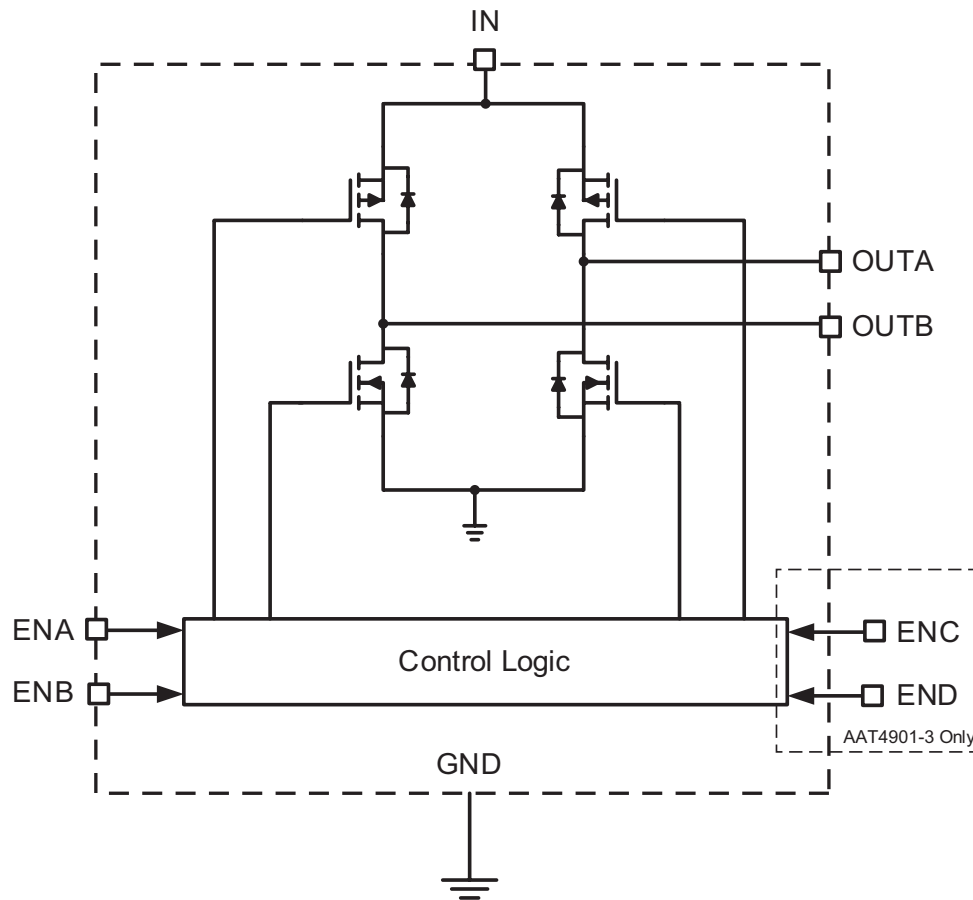 IN
OUTA
OUTB
ENA
ENC
Control Logic
ENB
END
AAT4901-3 Only
GND